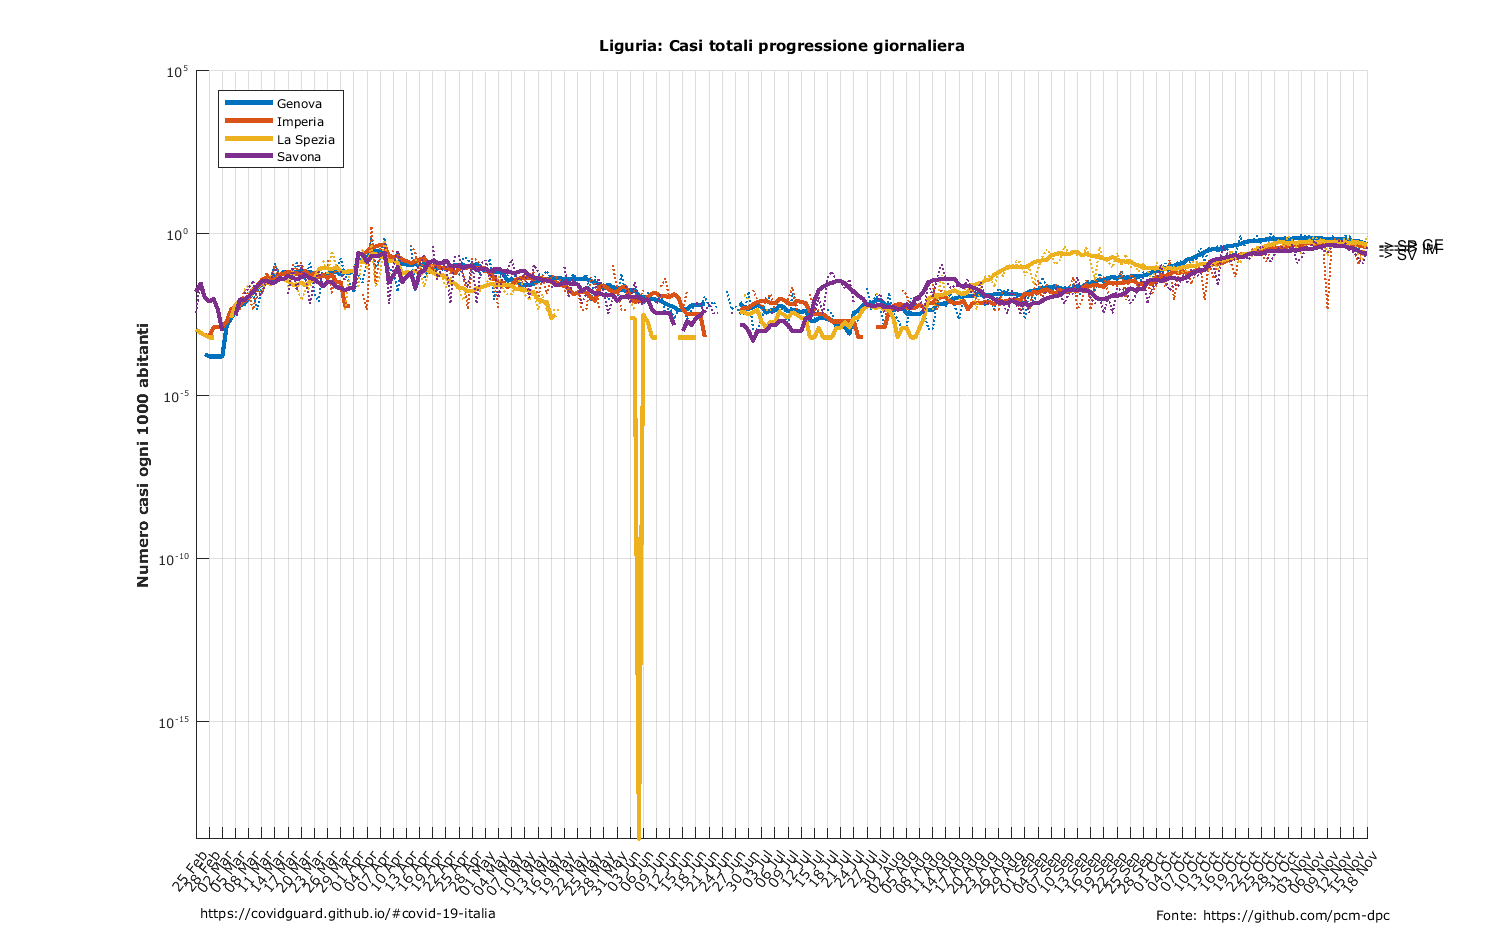 Liguria: Casi totali progressione giornaliera
10^5
10^0
10^-5
10^-10
10^-15
Numero casi ogni 1000 abitanti
Genova
Imperia
La Spezia
Savona
-> GE
-> IM
-> SP
-> SV
25 Feb
28 Feb
02 Mar
05 Mar
08 Mar
11 Mar
14 Mar
17 Mar
20 Mar
23 Mar
26 Mar
29 Mar
01 Apr
04 Apr
07 Apr
10 Apr
13 Apr
16 Apr
19 Apr
22 Apr
25 Apr
28 Apr
01 May
04 May
07 May
10 May
13 May
16 May
19 May
22 May
25 May
28 May
31 May
03 Jun
06 Jun
09 Jun
12 Jun
15 Jun
18 Jun
21 Jun
24 Jun
27 Jun
30 Jun
03 Jul
06 Jul
09 Jul
12 Jul
15 Jul
18 Jul
21 Jul
24 Jul
27 Jul
30 Jul
02 Aug
05 Aug
08 Aug
11 Aug
14 Aug
17 Aug
20 Aug
23 Aug
26 Aug
29 Aug
01 Sep
04 Sep
07 Sep
10 Sep
13 Sep
16 Sep
19 Sep
22 Sep
25 Sep
28 Sep
01 Oct
04 Oct
07 Oct
10 Oct
13 Oct
16 Oct
19 Oct
22 Oct
25 Oct
28 Oct
31 Oct
03 Nov
06 Nov
09 Nov
12 Nov
15 Nov
18 Nov
https://covidguard.github.io/#covid-19-italia
Fonte: https://github.com/pcm-dpc